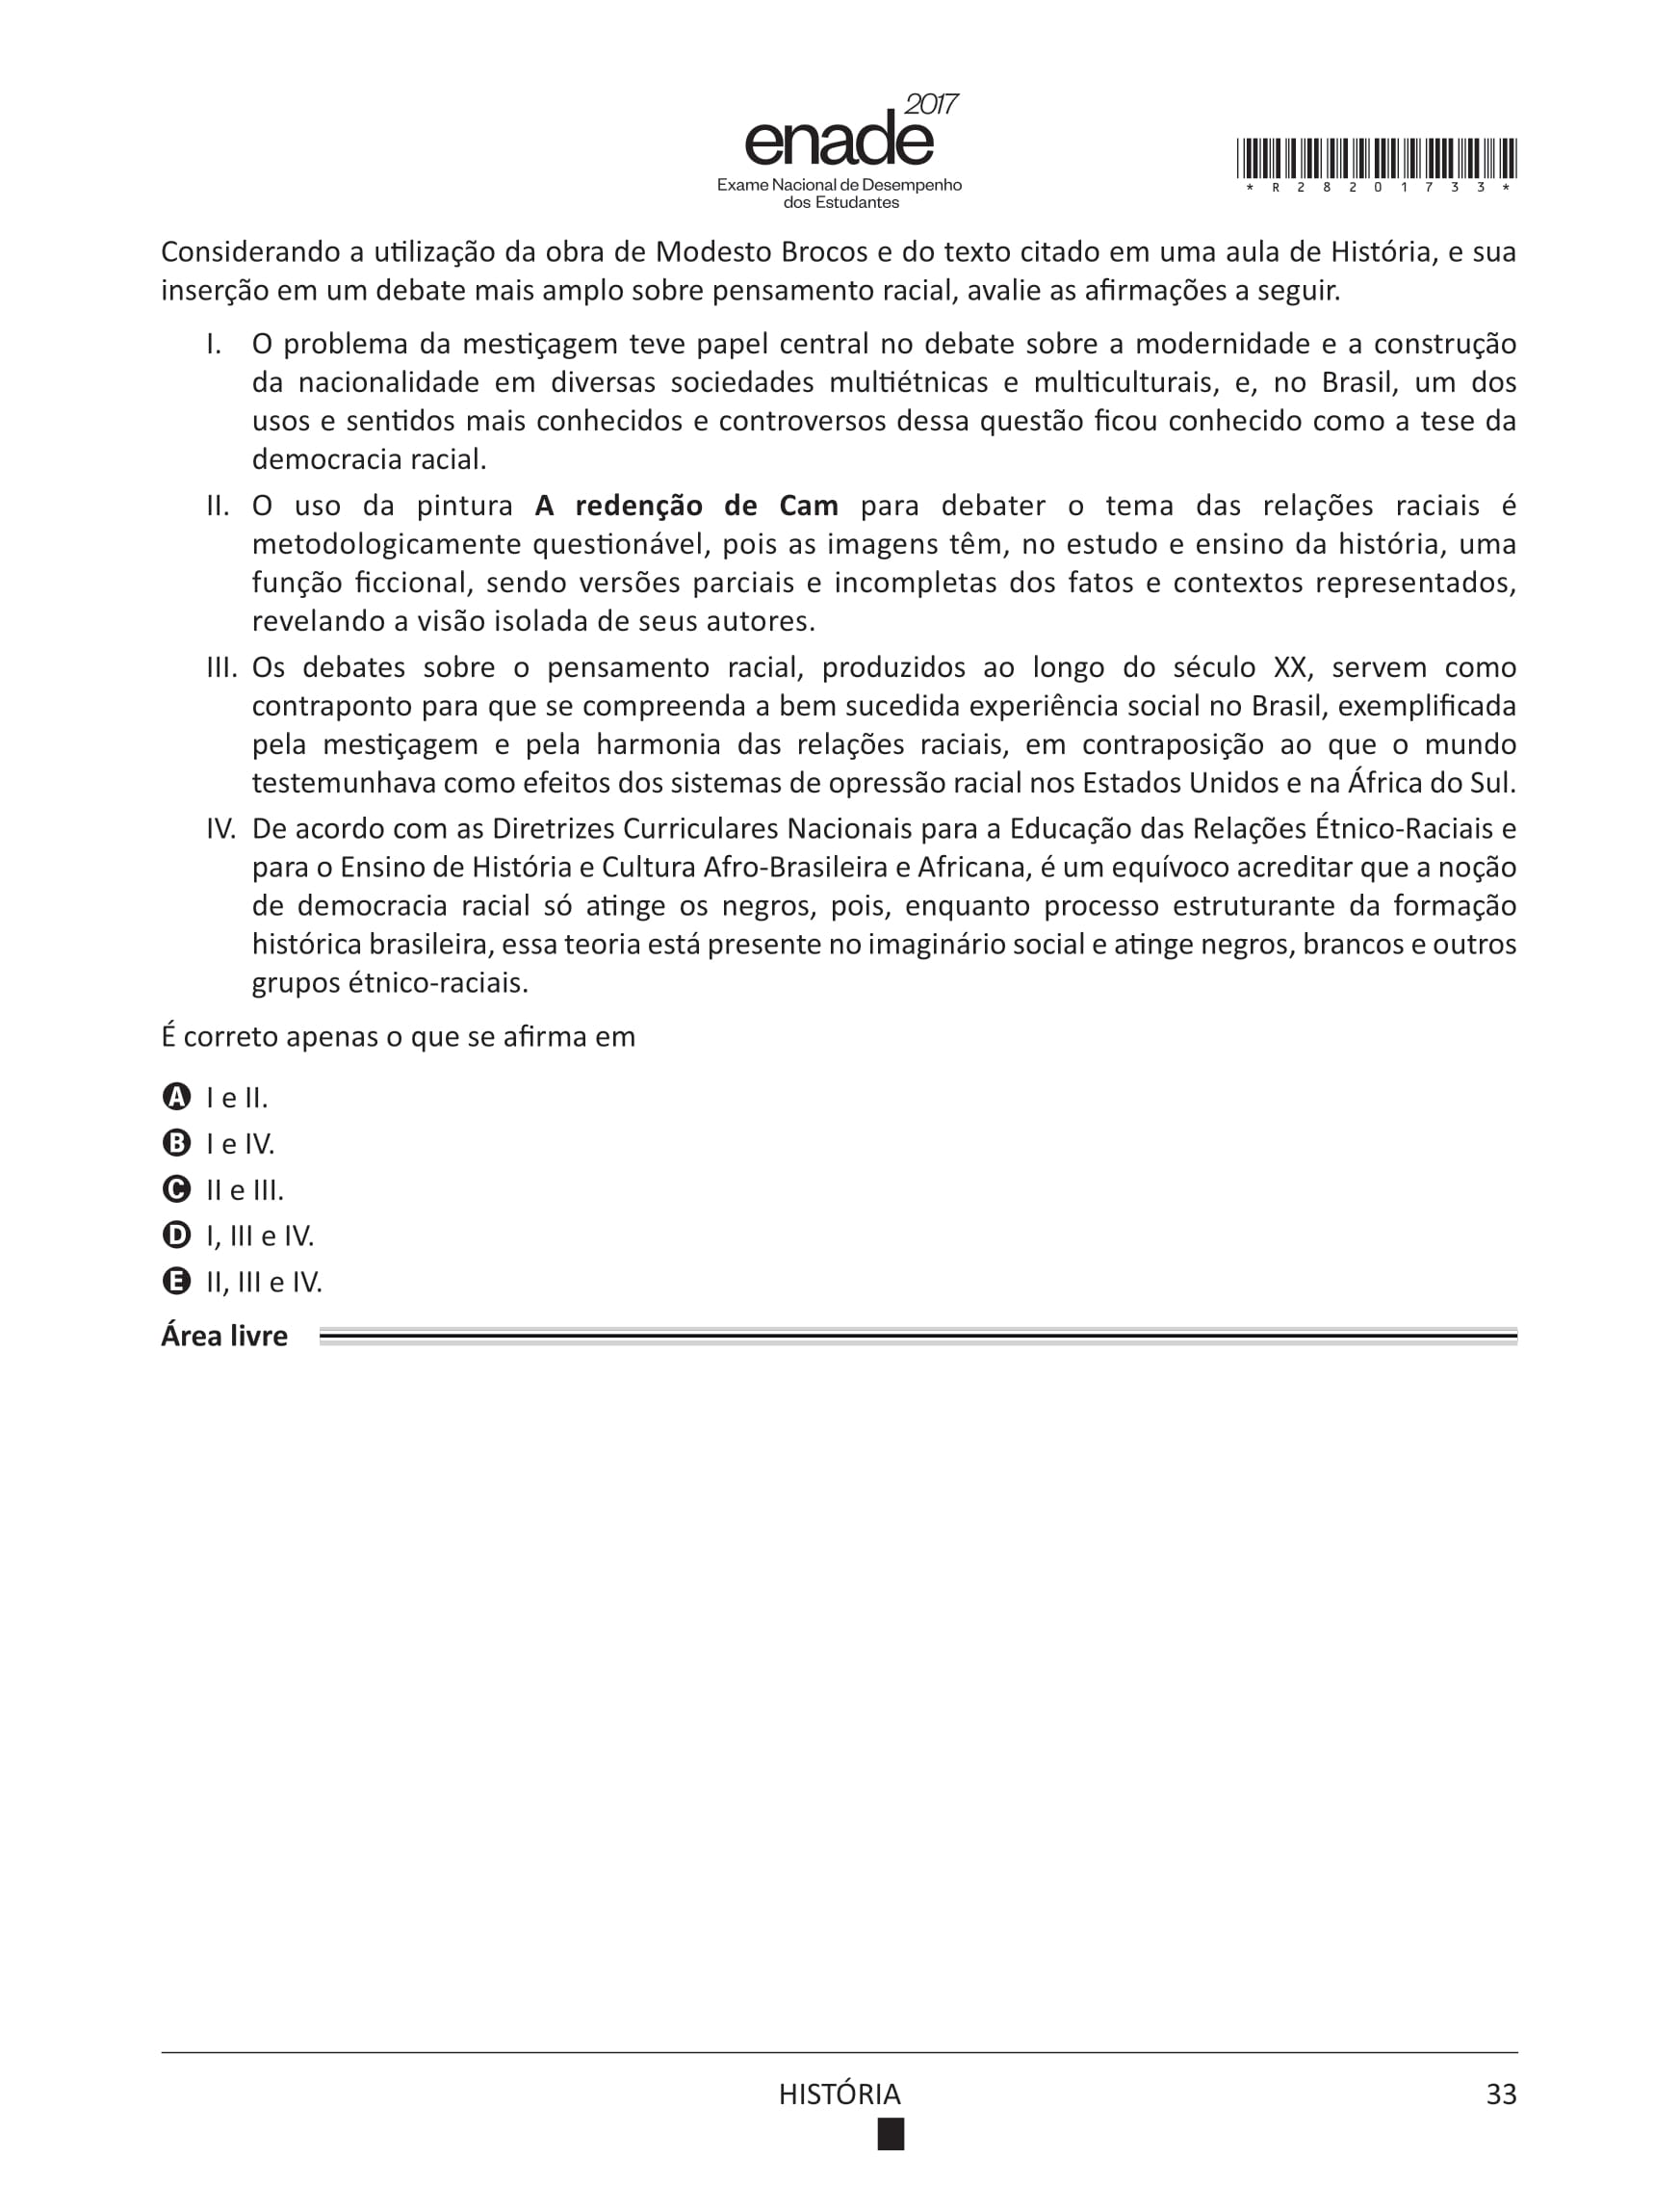 2017
enade
Exame Nacional de Desempenho
dos Estudantes
* R 2 8 2 0 1 7 3 3 *
Considerando a utilização da obra de Modesto Brocos e do texto citado em uma aula de História, e sua
inserção em um debate mais amplo sobre pensamento racial, avalie as afirmações a seguir.
I. O problema da mestiçagem teve papel central no debate sobre a modernidade e a construção
da nacionalidade em diversas sociedades multiétnicas e multiculturais, e, no Brasil, um dos
usos e sentidos mais conhecidos e controversos dessa questão ficou conhecido como a tese da
democracia racial.
II. O uso da pintura A redenção de Cam para debater o tema das relações raciais é
metodologicamente questionável, pois as imagens têm, no estudo e ensino da história, uma
função ficcional, sendo versões parciais e incompletas dos fatos e contextos representados,
revelando a visão isolada de seus autores.
III. Os debates sobre o pensamento racial, produzidos ao longo do século XX, servem como
contraponto para que se compreenda a bem sucedida experiência social no Brasil, exemplificada
pela mestiçagem e pela harmonia das relações raciais, em contraposição ao que o mundo
testemunhava como efeitos dos sistemas de opressão racial nos Estados Unidos e na África do Sul.
IV. De acordo com as Diretrizes Curriculares Nacionais para a Educação das Relações Étnico-Raciais e
para o Ensino de História e Cultura Afro-Brasileira e Africana, é um equívoco acreditar que a noção
de democracia racial só atinge os negros, pois, enquanto processo estruturante da formação
histórica brasileira, essa teoria está presente no imaginário social e atinge negros, brancos e outros
grupos étnico-raciais.
É correto apenas o que se afirma em
A I e II.
B I e IV.
C II e III.
D I, III e IV.
E II, III e IV.
Área livre
HISTÓRIA
33